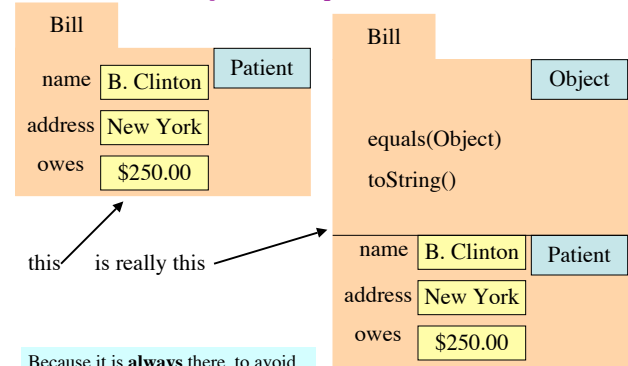 Bill
Patient
name B. Clinton
address New York
owes $250.00
this is really this
Bill
Object
equals(Object)
toString()
name B. Clinton Patient
address New York
owes $250.00
Because it is always there, to avoid